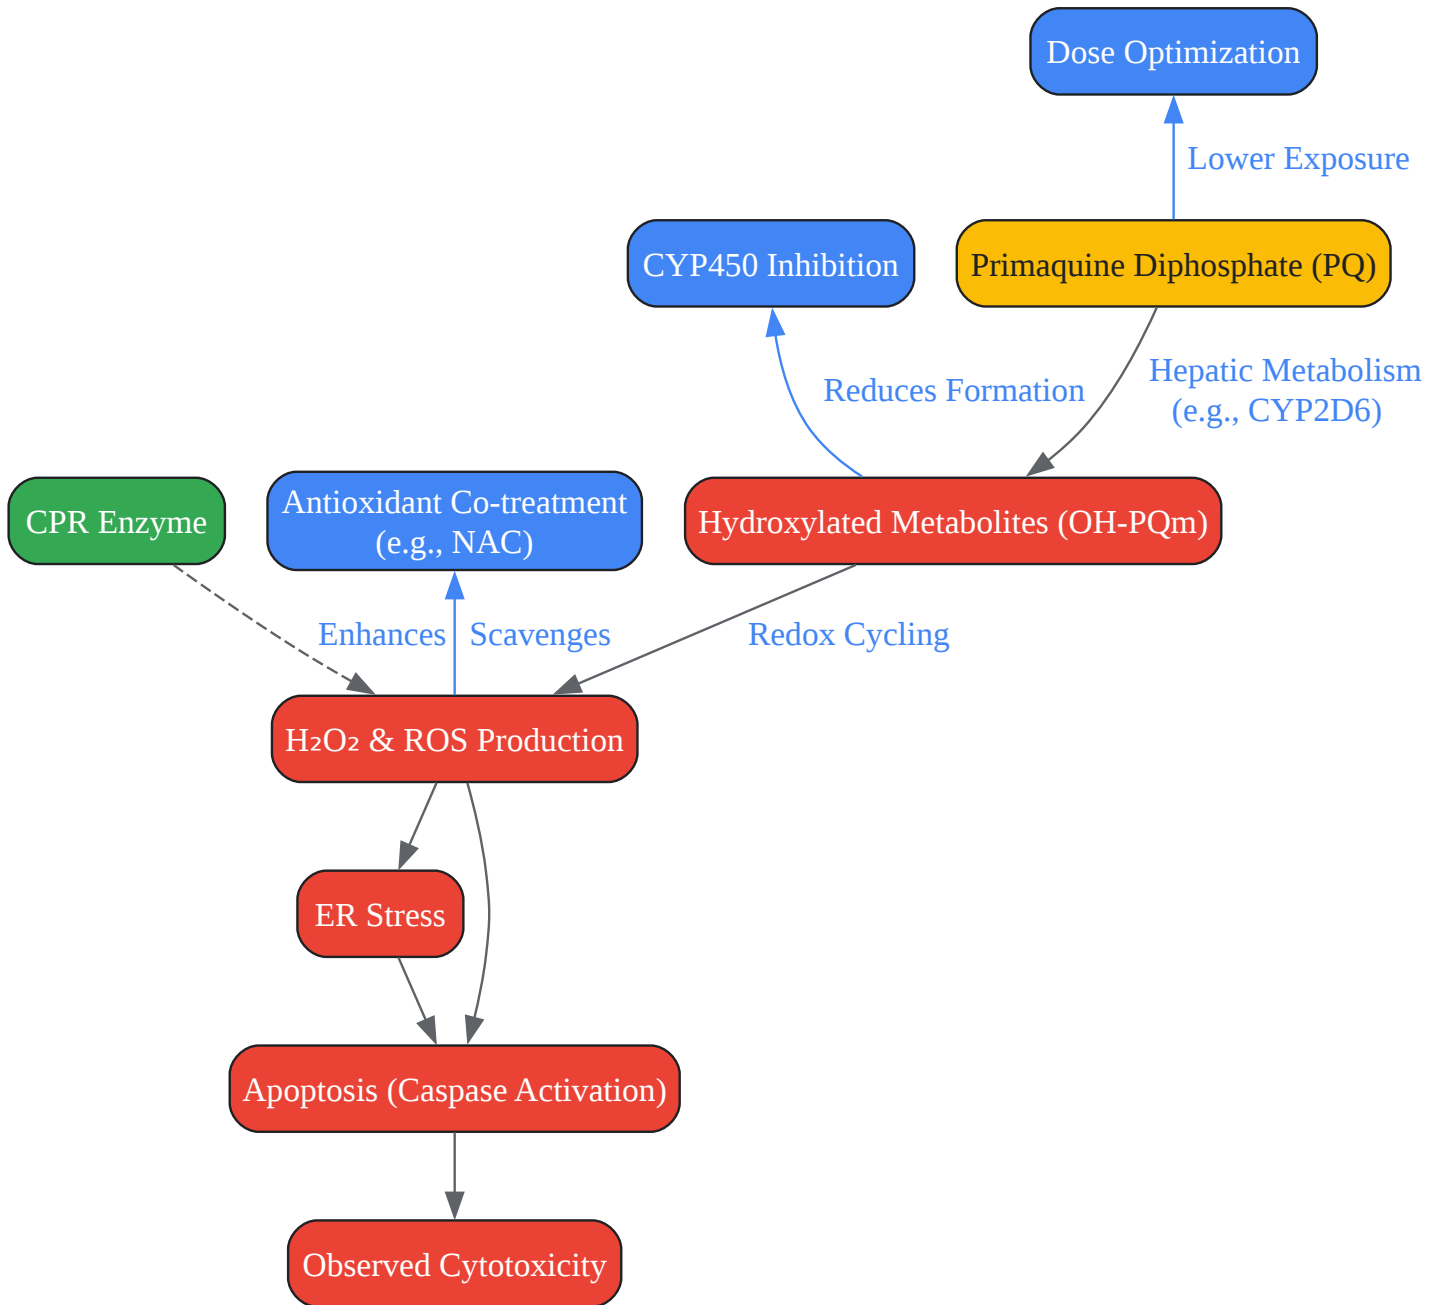 Dose Optimization
Lower Exposure
CYP450 Inhibition
Primaquine Diphosphate (PQ)
Reduces Formation
Hepatic Metabolism
(e.g., CYP2D6)
CPR Enzyme
Antioxidant Co-treatment
(e.g., NAC)
Hydroxylated Metabolites (OH-PQm)
Enhances
Scavenges
Redox Cycling
H₂O₂ & ROS Production
ER Stress
Apoptosis (Caspase Activation)
Observed Cytotoxicity